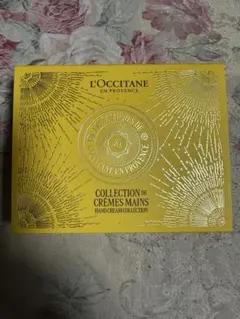 L'OCCITANE
EN PROVENCE
COLLECTION DE
CRÈMES MAINS
HAND CREAM COLLECTION